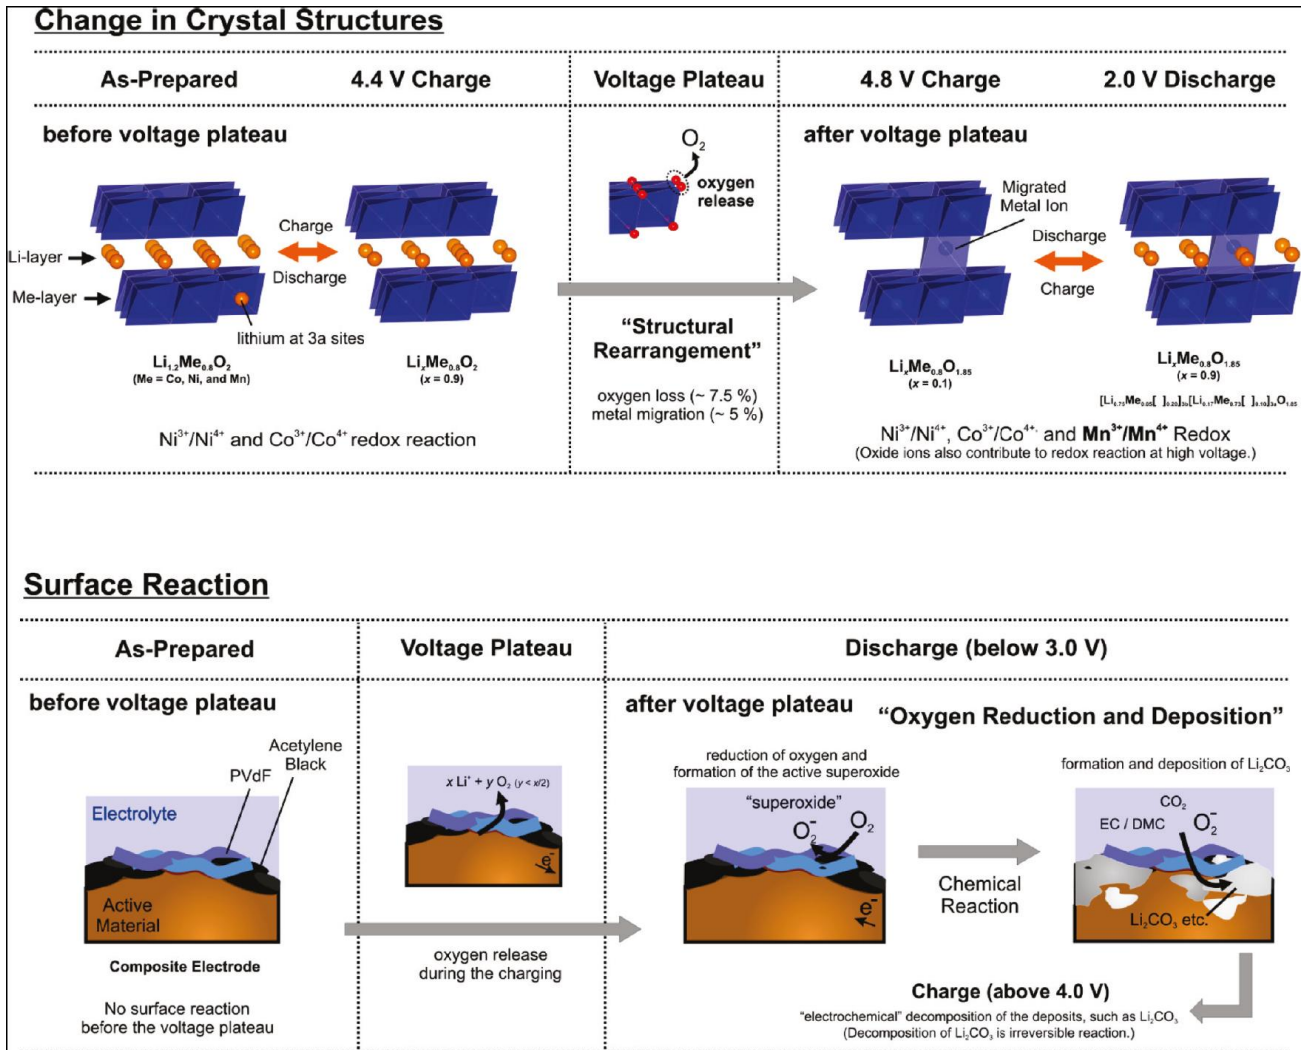 Change in Crystal Structures
As-Prepared
4.4 V Charge
Voltage Plateau
4.8 V Charge
2.0 V Discharge
before voltage plateau
after voltage plateau
O₂
oxygen
release
Migrated
Metal Ion
Li-layer
Me-layer
Charge
Discharge
Discharge
Charge
lithium at 3a sites
Li₁.₂Me₀.₈O₂
(Me = Co, Ni, and Mn)
LiₓMe₀.₈O₂
(x = 0.9)
“Structural
Rearrangement”
oxygen loss (~ 7.5 %)
metal migration (~ 5 %)
LiₓMe₀.₈O₁.₈₅
(x = 0.1)
LiₓMe₀.₈O₁.₈₅
(x = 0.9)
Ni³⁺/Ni⁴⁺ and Co³⁺/Co⁴⁺ redox reaction
Ni³⁺/Ni⁴⁺, Co³⁺/Co⁴⁺, and Mn³⁺/Mn⁴⁺ Redox
(Oxide ions also contribute to redox reaction at high voltage.)
Surface Reaction
As-Prepared
Voltage Plateau
Discharge (below 3.0 V)
before voltage plateau
after voltage plateau
“Oxygen Reduction and Deposition”
Acetylene
Black
PVdF
Electrolyte
Active
Material
Composite Electrode
No surface reaction
before the voltage plateau
x Li⁺ + y O₂ (y < x/2)
e⁻
oxygen release
during the charging
reduction of oxygen and
formation of the active superoxide
“superoxide”
O₂⁻
O₂
e⁻
Chemical
Reaction
formation and deposition of Li₂CO₃
CO₂
EC / DMC
O₂⁻
Li₂CO₃ etc.
Charge (above 4.0 V)
“electrochemical” decomposition of the deposits, such as Li₂CO₃
(Decomposition of Li₂CO₃ is irreversible reaction.)